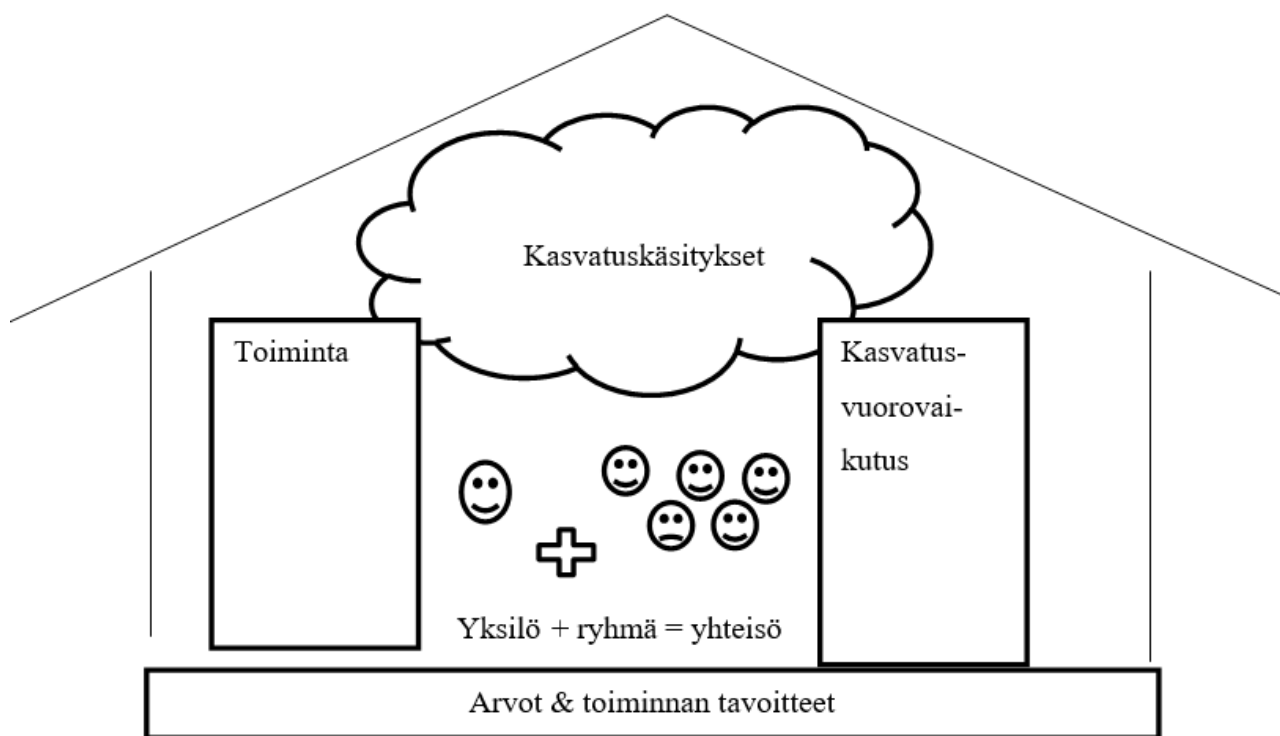 Kasvatuskäsitykset
Toiminta
Kasvatus-
vuorovai-
kutus
Yksilö + ryhmä = yhteisö
Arvot & toiminnan tavoitteet